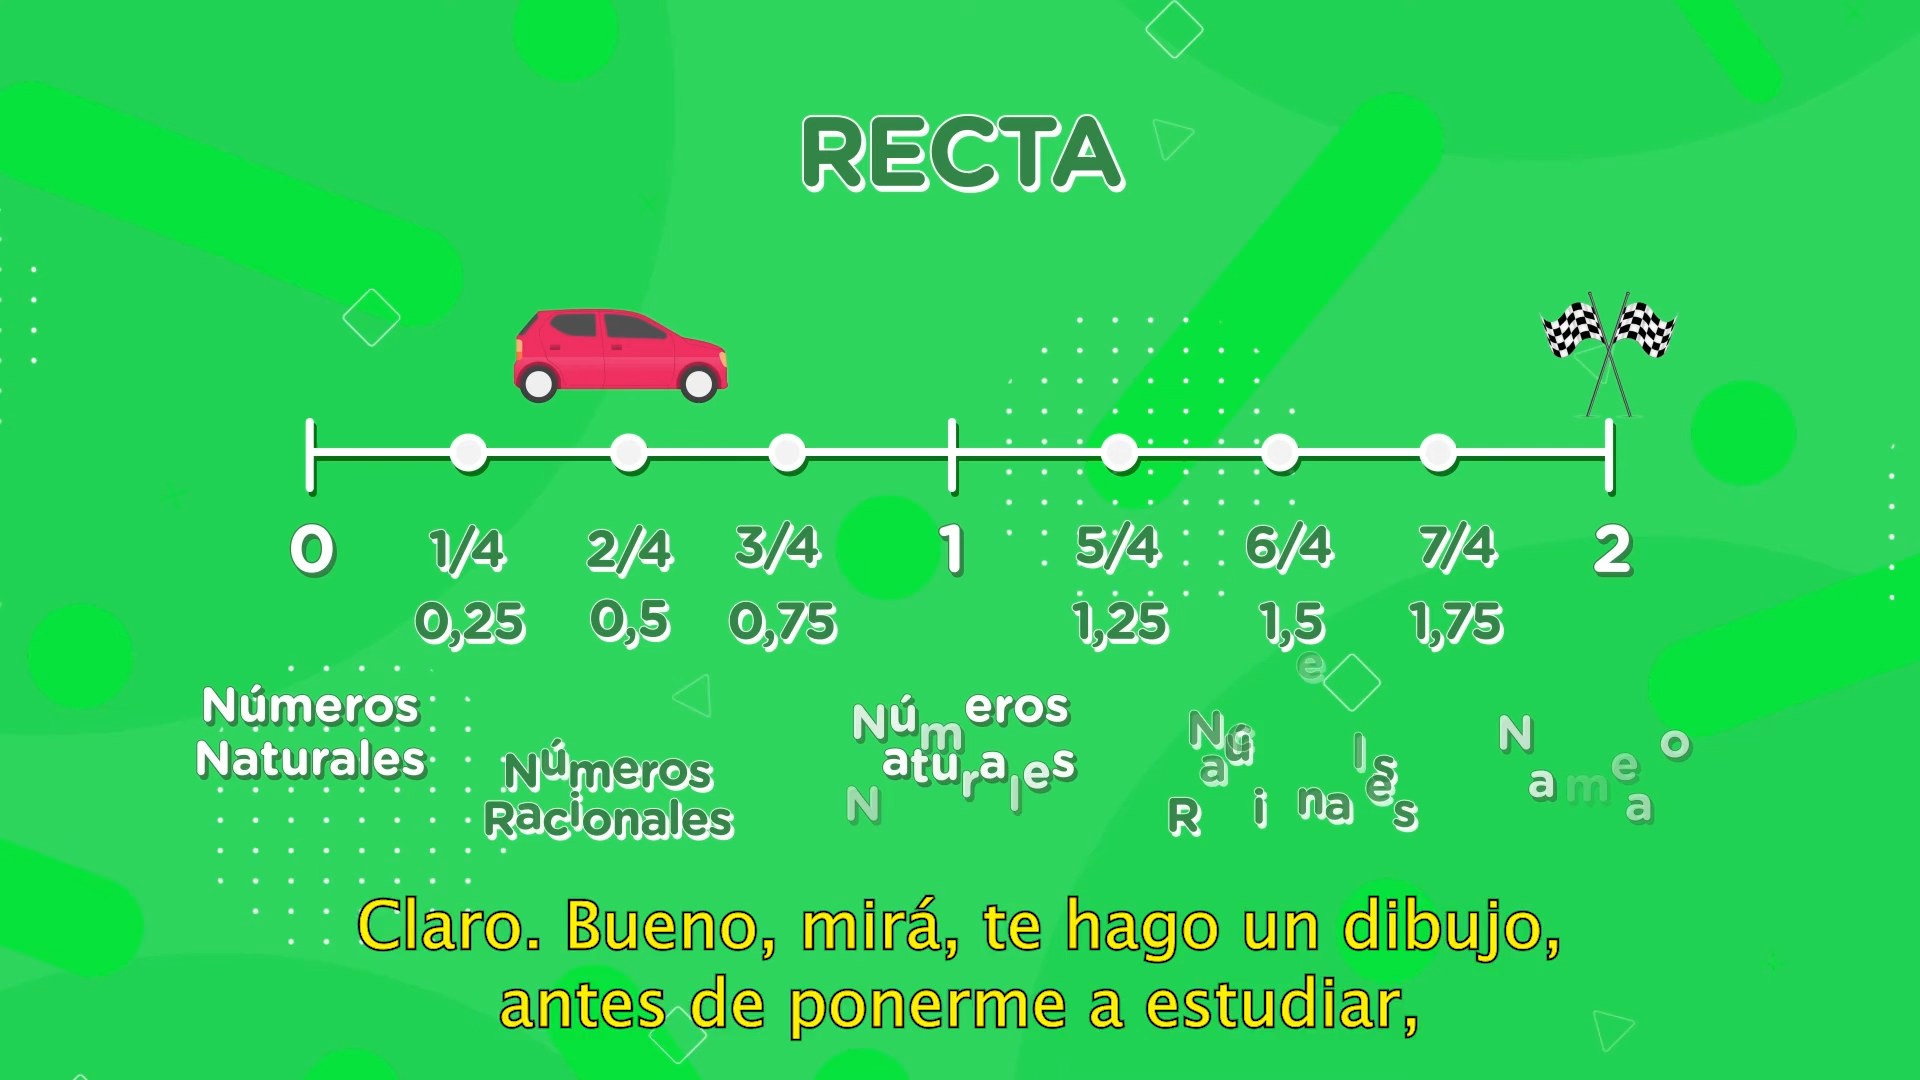 RECTA
0 1/4 2/4 3/4 1 5/4 6/4 7/4 2
0,25 0,5 0,75 1,25 1,5 1,75
Números
Naturales
Números
Racionales
Números
Naturales
Claro. Bueno, mirá, te hago un dibujo,
antes de ponerme a estudiar,